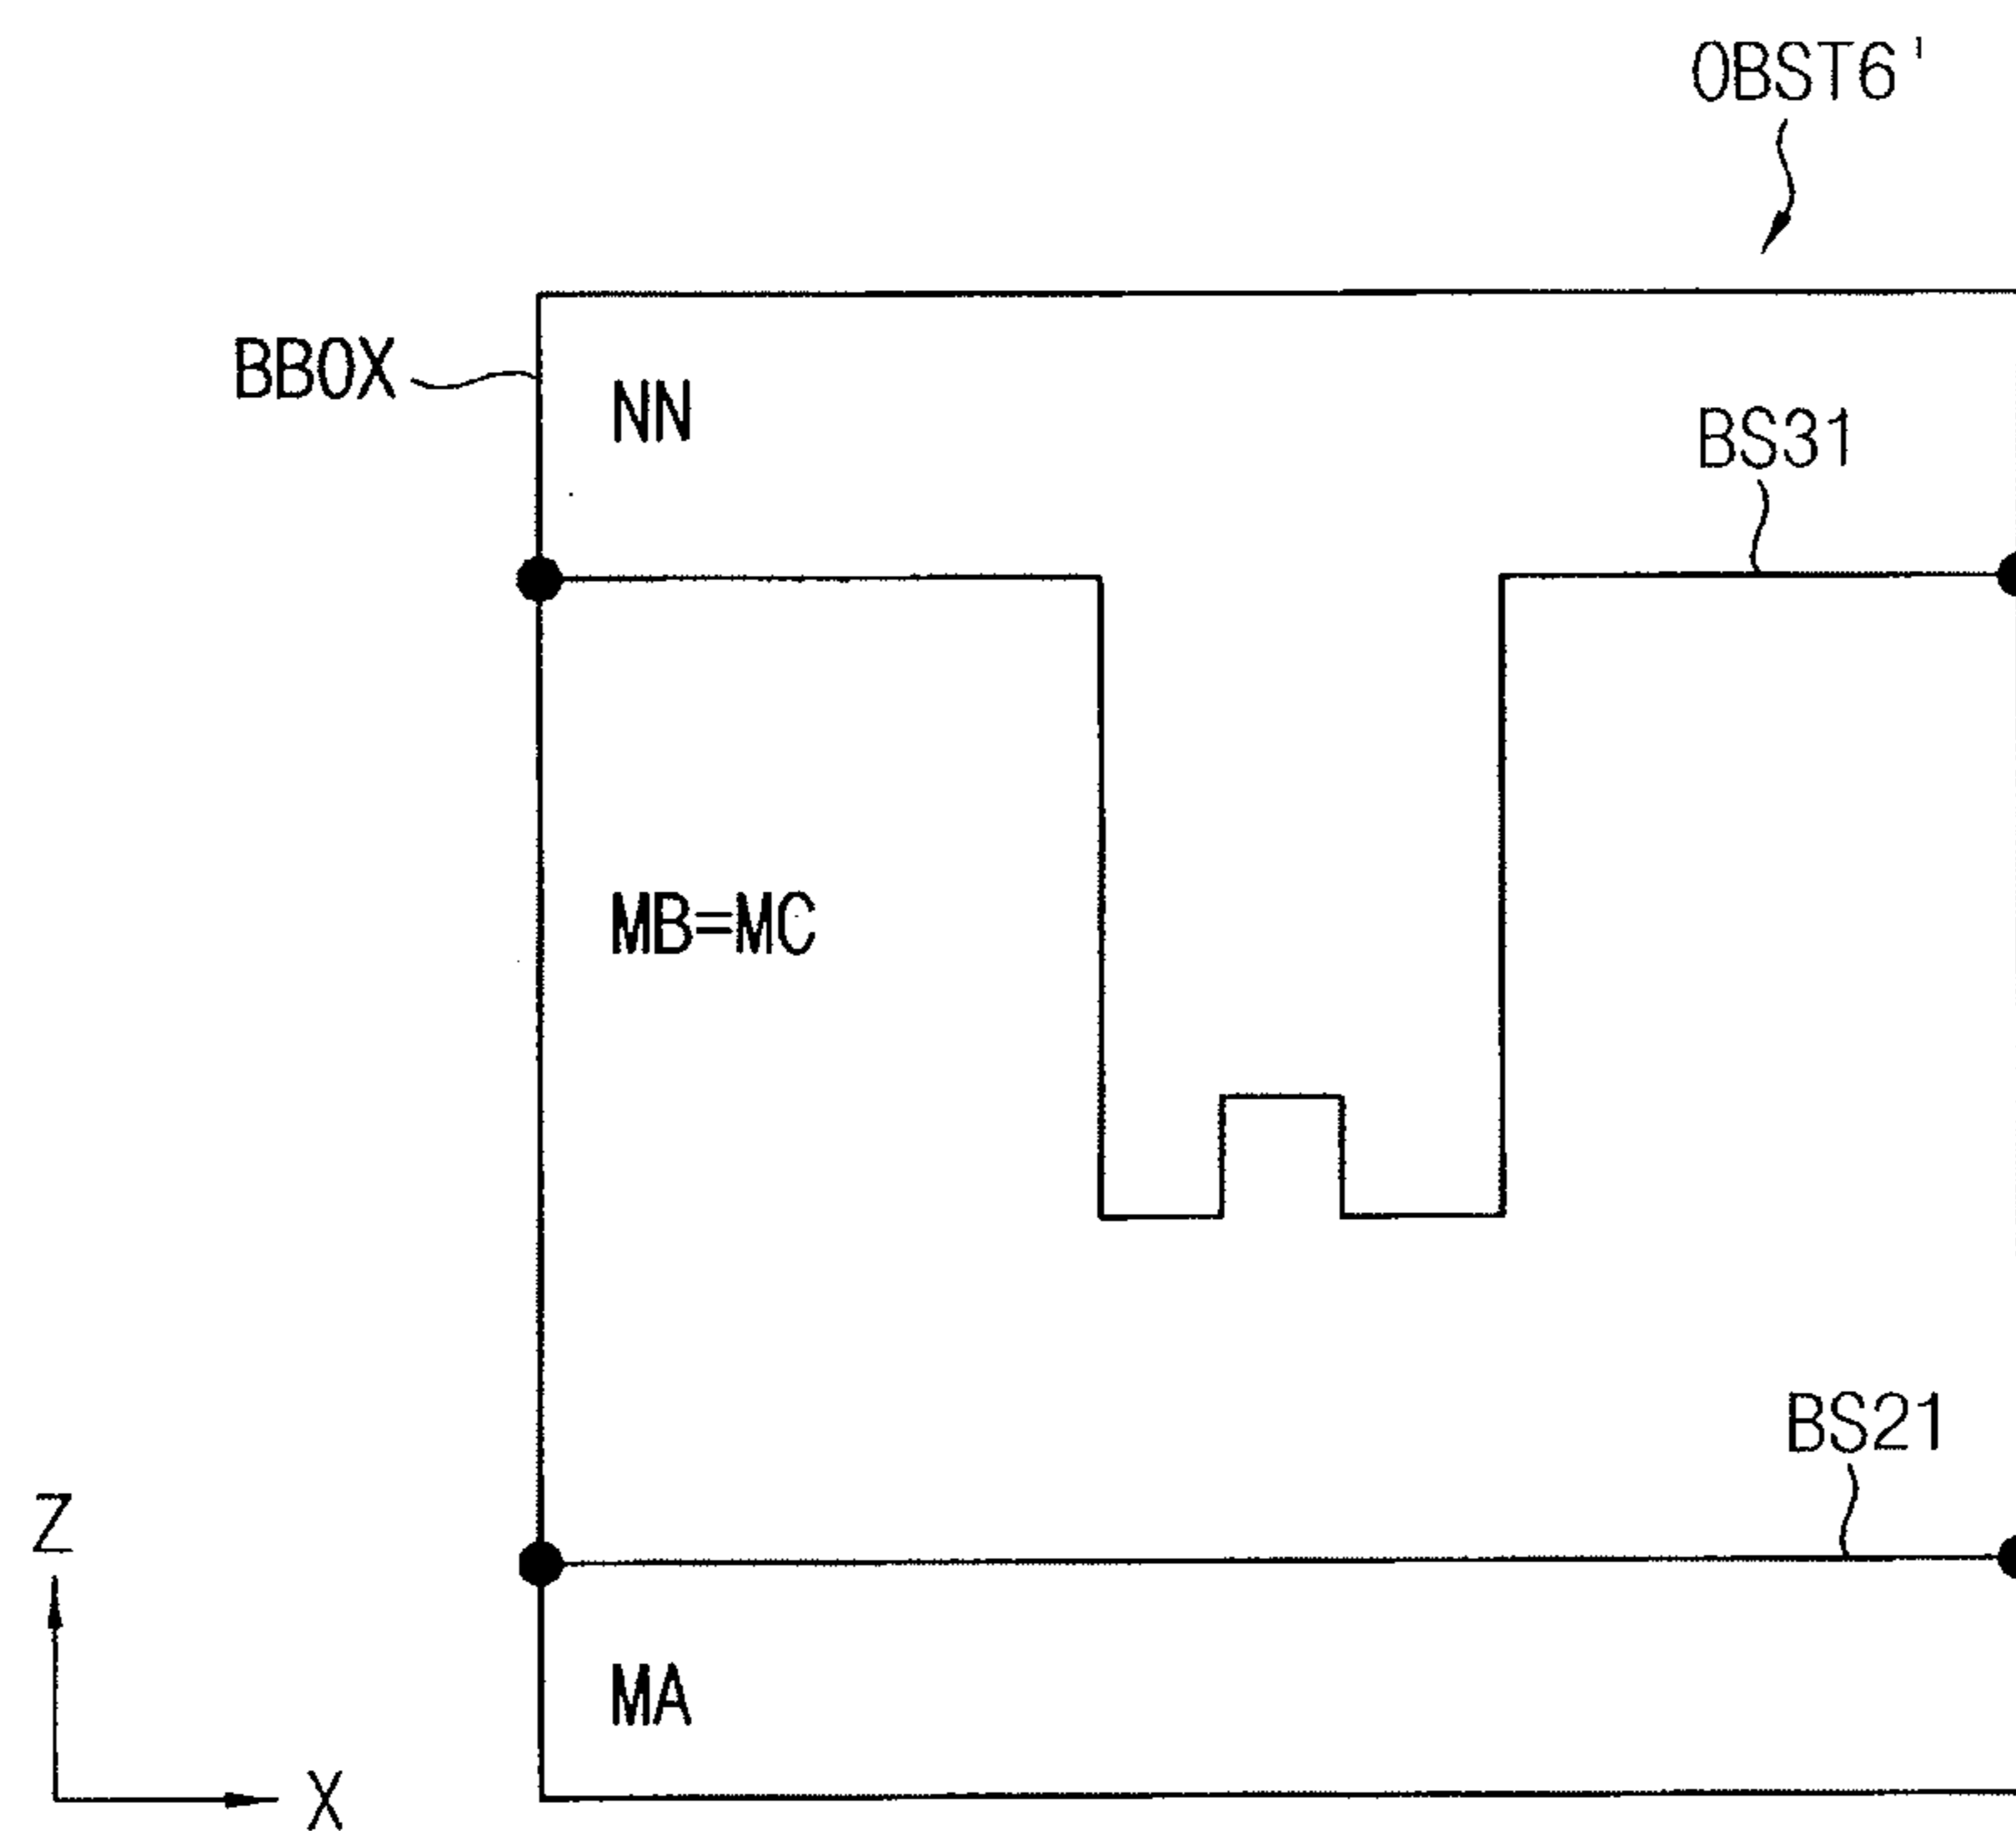 OBST6'
BBOX
NN
BS31
MB=MC
BS21
Z
MA
X